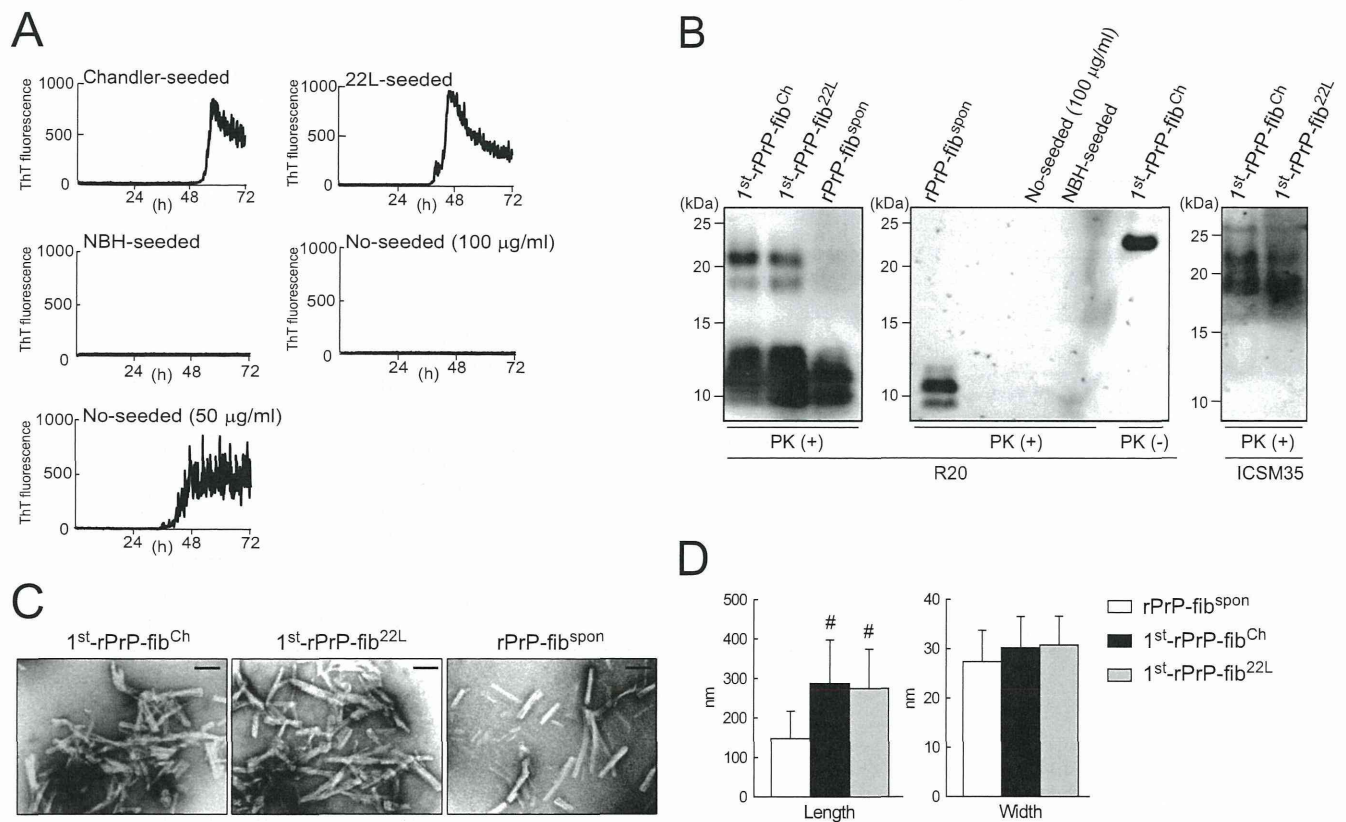 A
Chandler-seeded
ThT fluorescence
1000
500
0
24
(h)
48
72
22L-seeded
ThT fluorescence
1000
500
0
24
(h)
48
72
NBH-seeded
ThT fluorescence
1000
500
0
24
(h)
48
72
No-seeded (100 µg/ml)
ThT fluorescence
1000
500
0
24
(h)
48
72
No-seeded (50 µg/ml)
ThT fluorescence
1000
500
0
24
(h)
48
72
B
1st-rPrP-fibCh
1st-rPrP-fib22L
rPrP-fibspon
rPrP-fibspon
No-seeded (100 µg/ml)
NBH-seeded
1st-rPrP-fibCh
1st-rPrP-fibCh
1st-rPrP-fib22L
(kDa)
25
20
15
10
(kDa)
25
20
15
10
(kDa)
25
20
15
10
PK (+)
PK (+)
PK (-)
PK (+)
R20
ICSM35
C
1st-rPrP-fibCh
1st-rPrP-fib22L
rPrP-fibspon
D
500
400
300
200
100
0
nm
#
#
Length
40
30
20
10
0
nm
Width
rPrP-fibspon
1st-rPrP-fibCh
1st-rPrP-fib22L